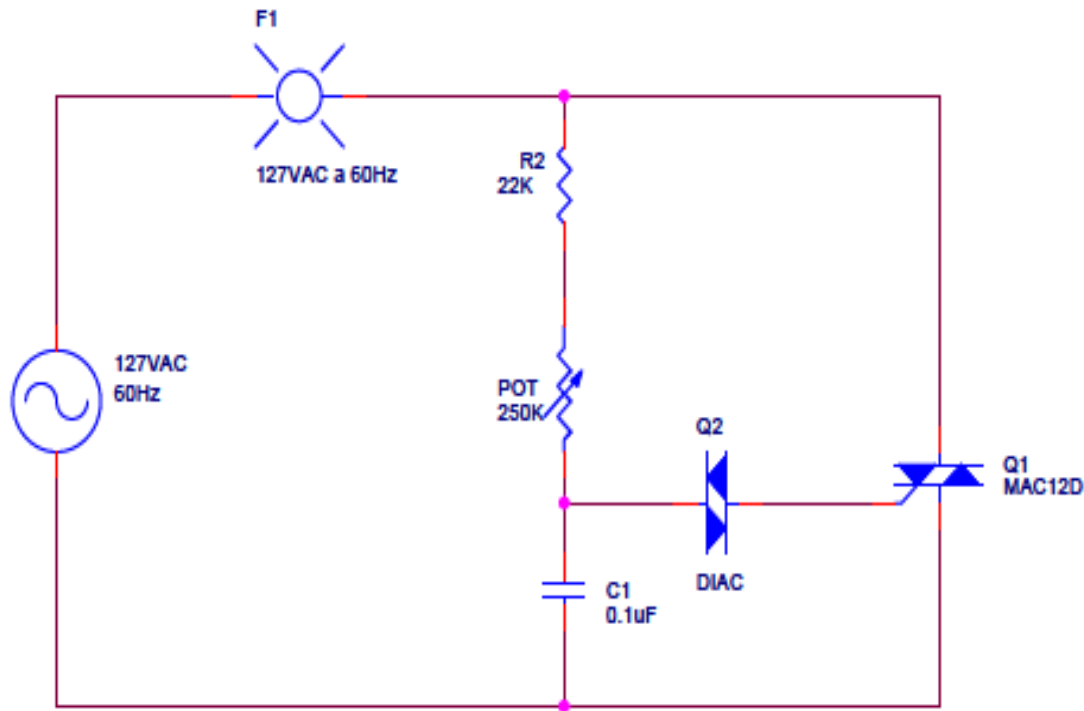 F1
127VAC a 60Hz
R2
22K
127VAC
60Hz
POT
250K
Q2
Q1
MAC12D
DIAC
C1
0.1uF